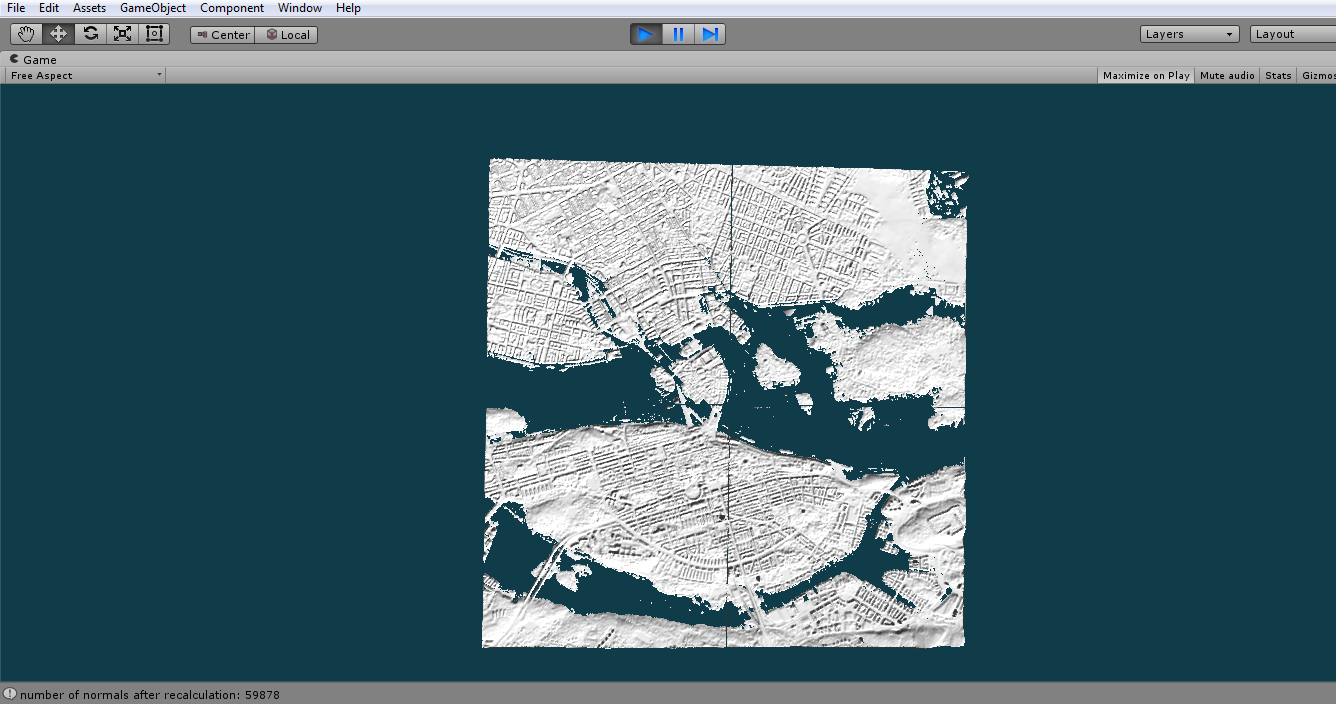 File Edit Assets GameObject Component Window Help
Center Local Layers Layout
Game
Free Aspect Maximize on Play Mute audio Stats Gizmos
number of normals after recalculation: 59878